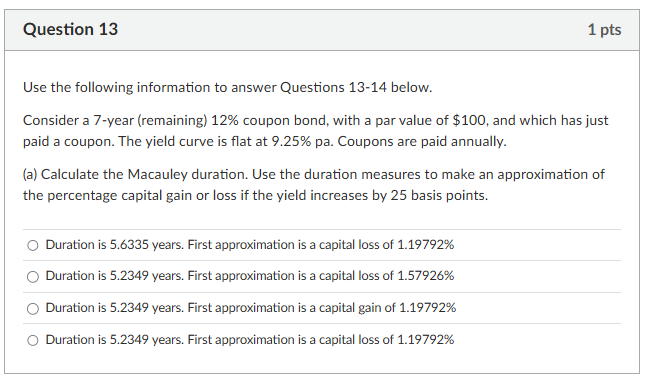 Question 13
1 pts
Use the following information to answer Questions 13-14 below.
Consider a 7-year (remaining) 12% coupon bond, with a par value of $100, and which has just
paid a coupon. The yield curve is flat at 9.25% pa. Coupons are paid annually.
(a) Calculate the Macauley duration. Use the duration measures to make an approximation of
the percentage capital gain or loss if the yield increases by 25 basis points.
Duration is 5.6335 years. First approximation is a capital loss of 1.19792%
Duration is 5.2349 years. First approximation is a capital loss of 1.57926%
Duration is 5.2349 years. First approximation is a capital gain of 1.19792%
Duration is 5.2349 years. First approximation is a capital loss of 1.19792%